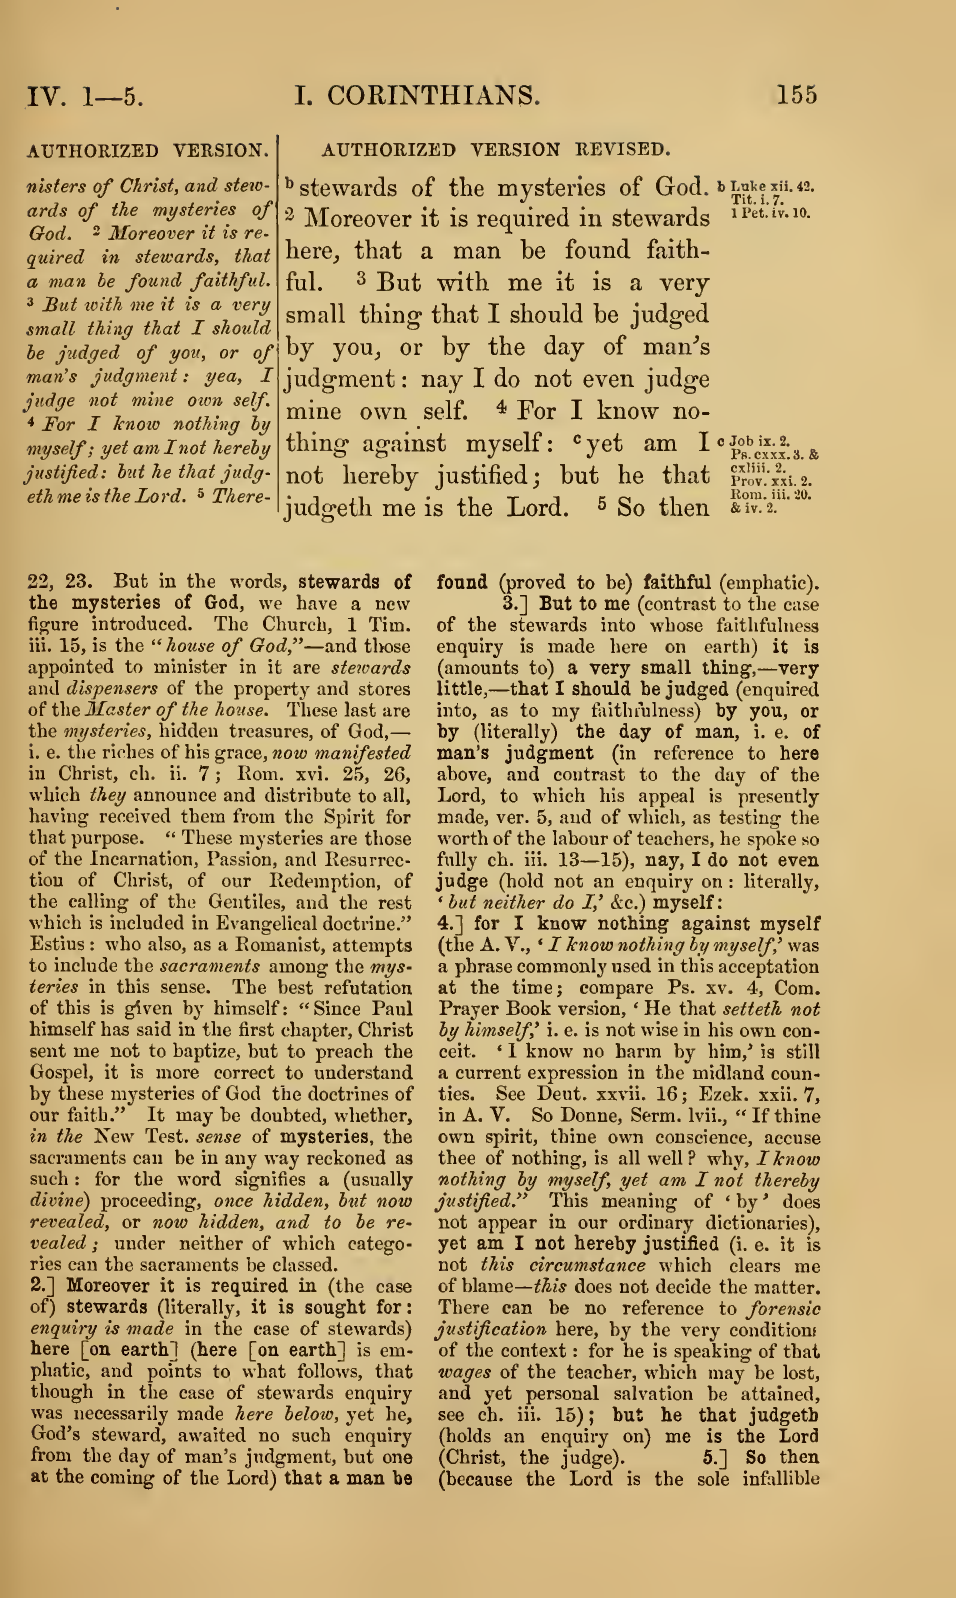 IV. 1—5. I. CORINTHIANS. 155
AUTHORIZED VERSION.
nisters of Christ, and stew-
ards of the mysteries of
God. 2 Moreover it is re-
quired in stewards, that
a man be found faithful.
3 But with me it is a very
small thing that I should
be judged of you, or of
man's judgment: yea, I
judge not mine own self.
4 For I know nothing by
myself; yet am I not hereby
justified: but he that judg-
eth me is the Lord. 5 There-
AUTHORIZED VERSION REVISED.
b stewards of the mysteries of God.
2 Moreover it is required in stewards
here, that a man be found faith-
ful. 3 But with me it is a very
small thing that I should be judged
by you, or by the day of man's
judgment: nay I do not even judge
mine own self. 4 For I know no-
thing against myself: c yet am I
not hereby justified; but he that
judgeth me is the Lord. 5 So then
b Luke xii. 42.
Tit. i. 7.
1 Pet. iv. 10.
c Job ix. 2.
Ps. cxxx. 3. &
cxliii. 2.
Prov. xxi. 2.
Rom. iii. 20.
& iv. 2.
22, 23. But in the words, stewards of
the mysteries of God, we have a new
figure introduced. The Church, 1 Tim.
iii. 15, is the "house of God,"—and those
appointed to minister in it are stewards
and dispensers of the property and stores
of the Master of the house. These last are
the mysteries, hidden treasures, of God,—
i. e. the riches of his grace, now manifested
in Christ, ch. ii. 7; Rom. xvi. 25, 26,
which they announce and distribute to all,
having received them from the Spirit for
that purpose. "These mysteries are those
of the Incarnation, Passion, and Resurrec-
tion of Christ, of our Redemption, of
the calling of the Gentiles, and the rest
which is included in Evangelical doctrine."
Estius: who also, as a Romanist, attempts
to include the sacraments among the mys-
teries in this sense. The best refutation
of this is given by himself: "Since Paul
himself has said in the first chapter, Christ
sent me not to baptize, but to preach the
Gospel, it is more correct to understand
by these mysteries of God the doctrines of
our faith." It may be doubted, whether,
in the New Test. sense of mysteries, the
sacraments can be in any way reckoned as
such: for the word signifies a (usually
divine) proceeding, once hidden, but now
revealed, or now hidden, and to be re-
vealed; under neither of which catego-
ries can the sacraments be classed.
2.] Moreover it is required in (the case
of) stewards (literally, it is sought for:
enquiry is made in the case of stewards)
here [on earth] (here [on earth] is em-
phatic, and points to what follows, that
though in the case of stewards enquiry
was necessarily made here below, yet he,
God's steward, awaited no such enquiry
from the day of man's judgment, but one
at the coming of the Lord) that a man be
found (proved to be) faithful (emphatic).
3.] But to me (contrast to the case
of the stewards into whose faithfulness
enquiry is made here on earth) it is
(amounts to) a very small thing,—very
little,—that I should be judged (enquired
into, as to my faithfulness) by you, or
by (literally) the day of man, i. e. of
man's judgment (in reference to here
above, and contrast to the day of the
Lord, to which his appeal is presently
made, ver. 5, and of which, as testing the
worth of the labour of teachers, he spoke so
fully ch. iii. 13—15), nay, I do not even
judge (hold not an enquiry on: literally,
'but neither do I,' &c.) myself:
4.] for I know nothing against myself
(the A. V., 'I know nothing by myself,' was
a phrase commonly used in this acceptation
at the time; compare Ps. xv. 4, Com.
Prayer Book version, 'He that setteth not
by himself,' i. e. is not wise in his own con-
ceit. 'I know no harm by him,' is still
a current expression in the midland coun-
ties. See Deut. xxvii. 16; Ezek. xxii. 7,
in A. V. So Donne, Serm. lvii., "If thine
own spirit, thine own conscience, accuse
thee of nothing, is all well? why, I know
nothing by myself, yet am I not thereby
justified." This meaning of 'by' does
not appear in our ordinary dictionaries),
yet am I not hereby justified (i. e. it is
not this circumstance which clears me
of blame—this does not decide the matter.
There can be no reference to forensic
justification here, by the very conditions
of the context: for he is speaking of that
wages of the teacher, which may be lost,
and yet personal salvation be attained,
see ch. iii. 15); but he that judgeth
(holds an enquiry on) me is the Lord
(Christ, the judge). 5.] So then
(because the Lord is the sole infallible